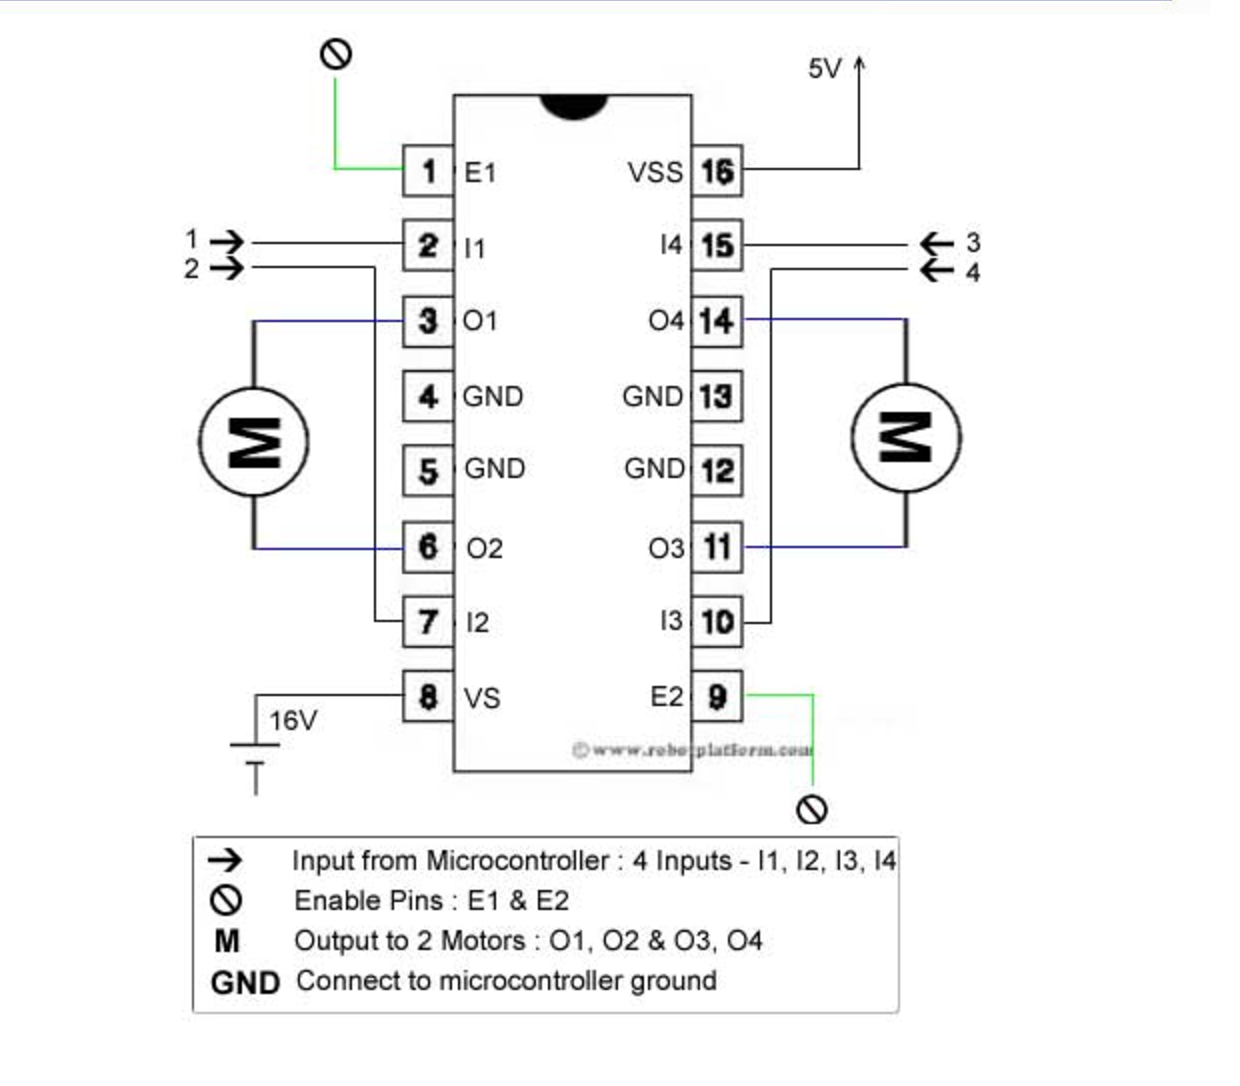 5V
1 E1
VSS 16
1
2 I1
I4 15
3
2
4
3 O1
O4 14
4 GND
GND 13
M
M
5 GND
GND 12
6 O2
O3 11
7 I2
I3 10
8 VS
E2 9
16V
©www.robotplatform.com
Input from Microcontroller : 4 Inputs - I1, I2, I3, I4
Enable Pins : E1 & E2
M Output to 2 Motors : O1, O2 & O3, O4
GND Connect to microcontroller ground